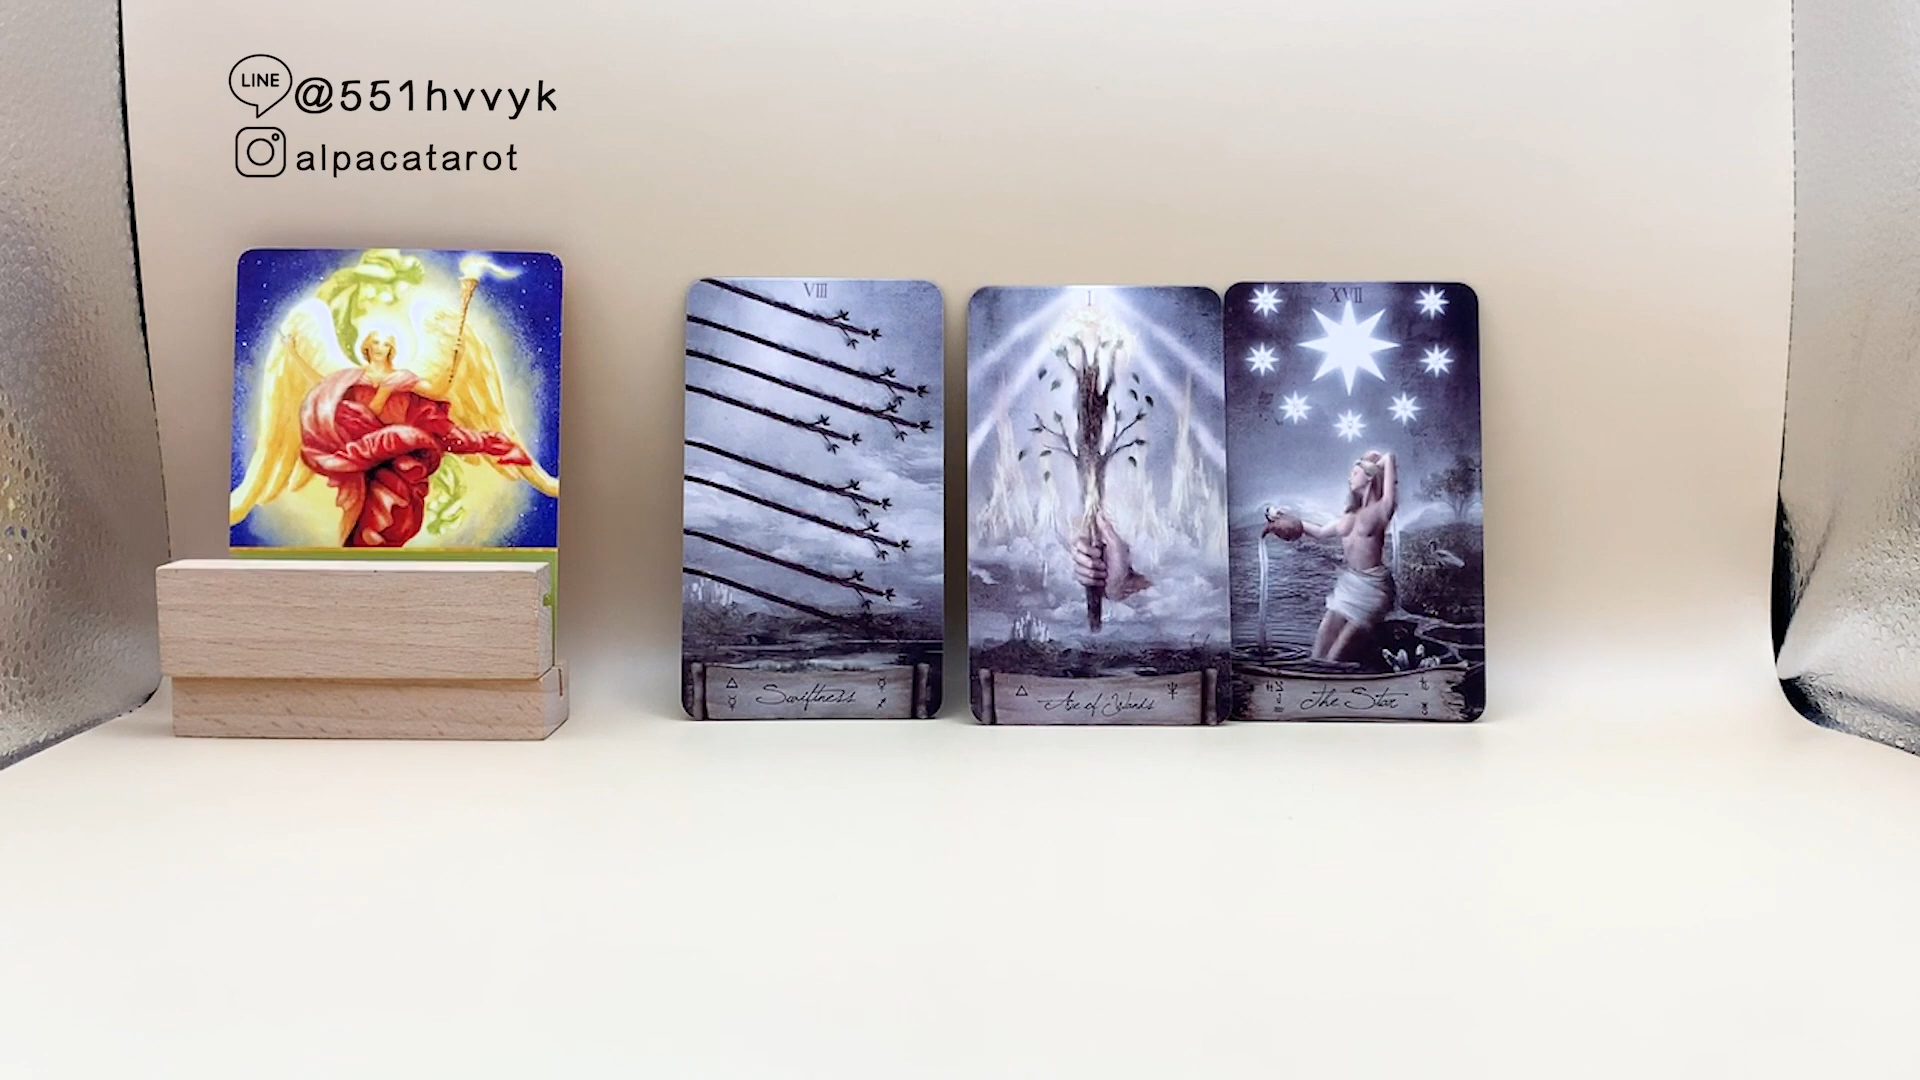 LINE @551hvvyk
alpacatarot
VIII
I
XVII
Swiftness
Ace of Wands
The Star